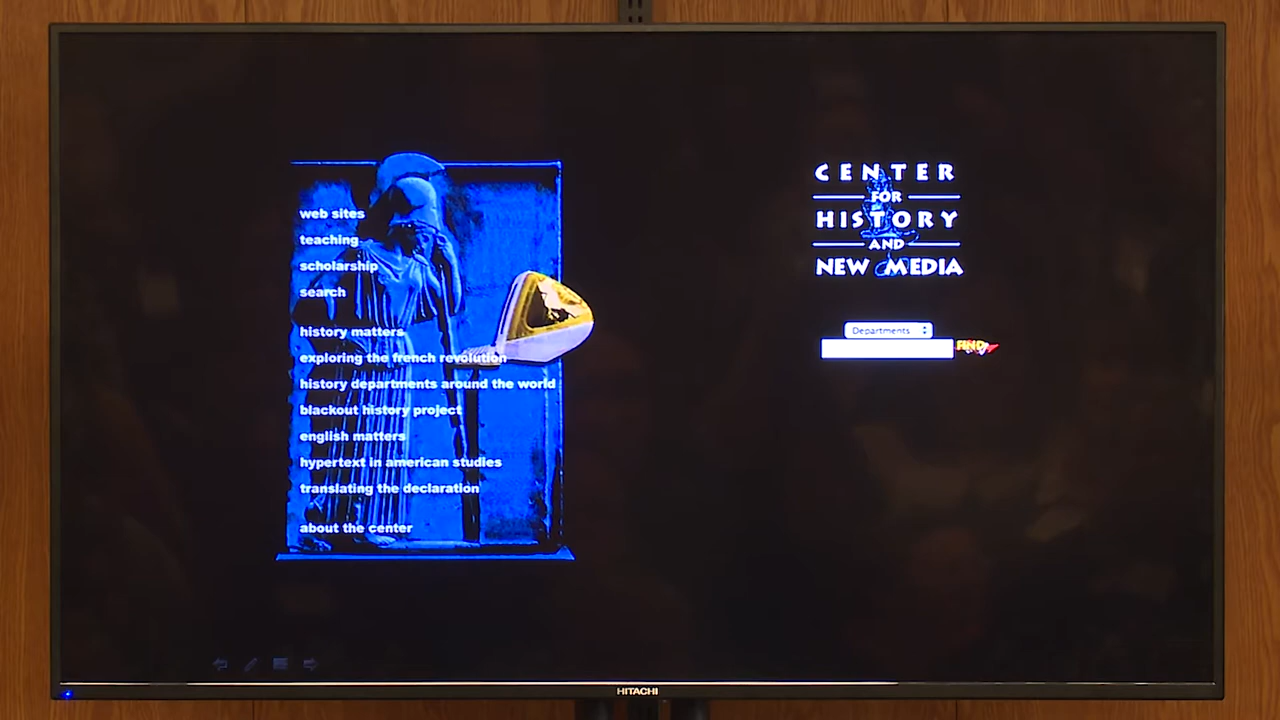 web sites
teaching
scholarship
search
history matters
exploring the french revolution
history departments around the world
blackout history project
english matters
hypertext in american studies
translating the declaration
about the center
CENTER
FOR
HISTORY
AND
NEW MEDIA
Departments
FIND
HITACHI